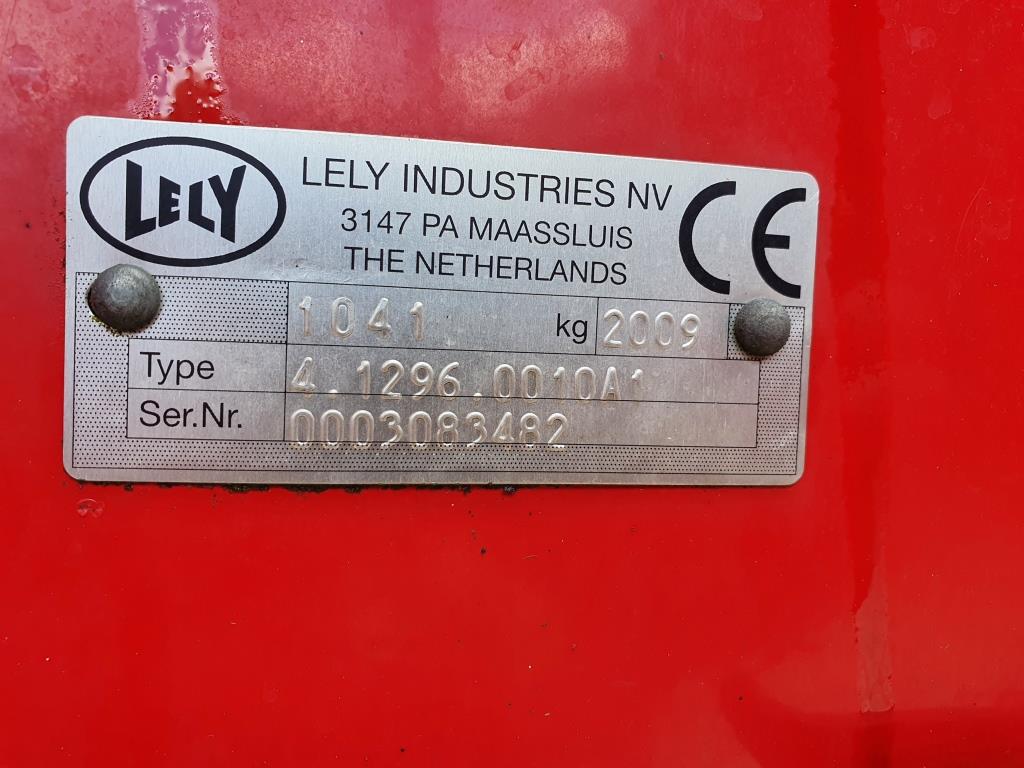 LELY
LELY INDUSTRIES NV
3147 PA MAASSLUIS
THE NETHERLANDS
CE
1041 kg 2009
Type 4.1296.0010A1
Ser.Nr. 0003083482